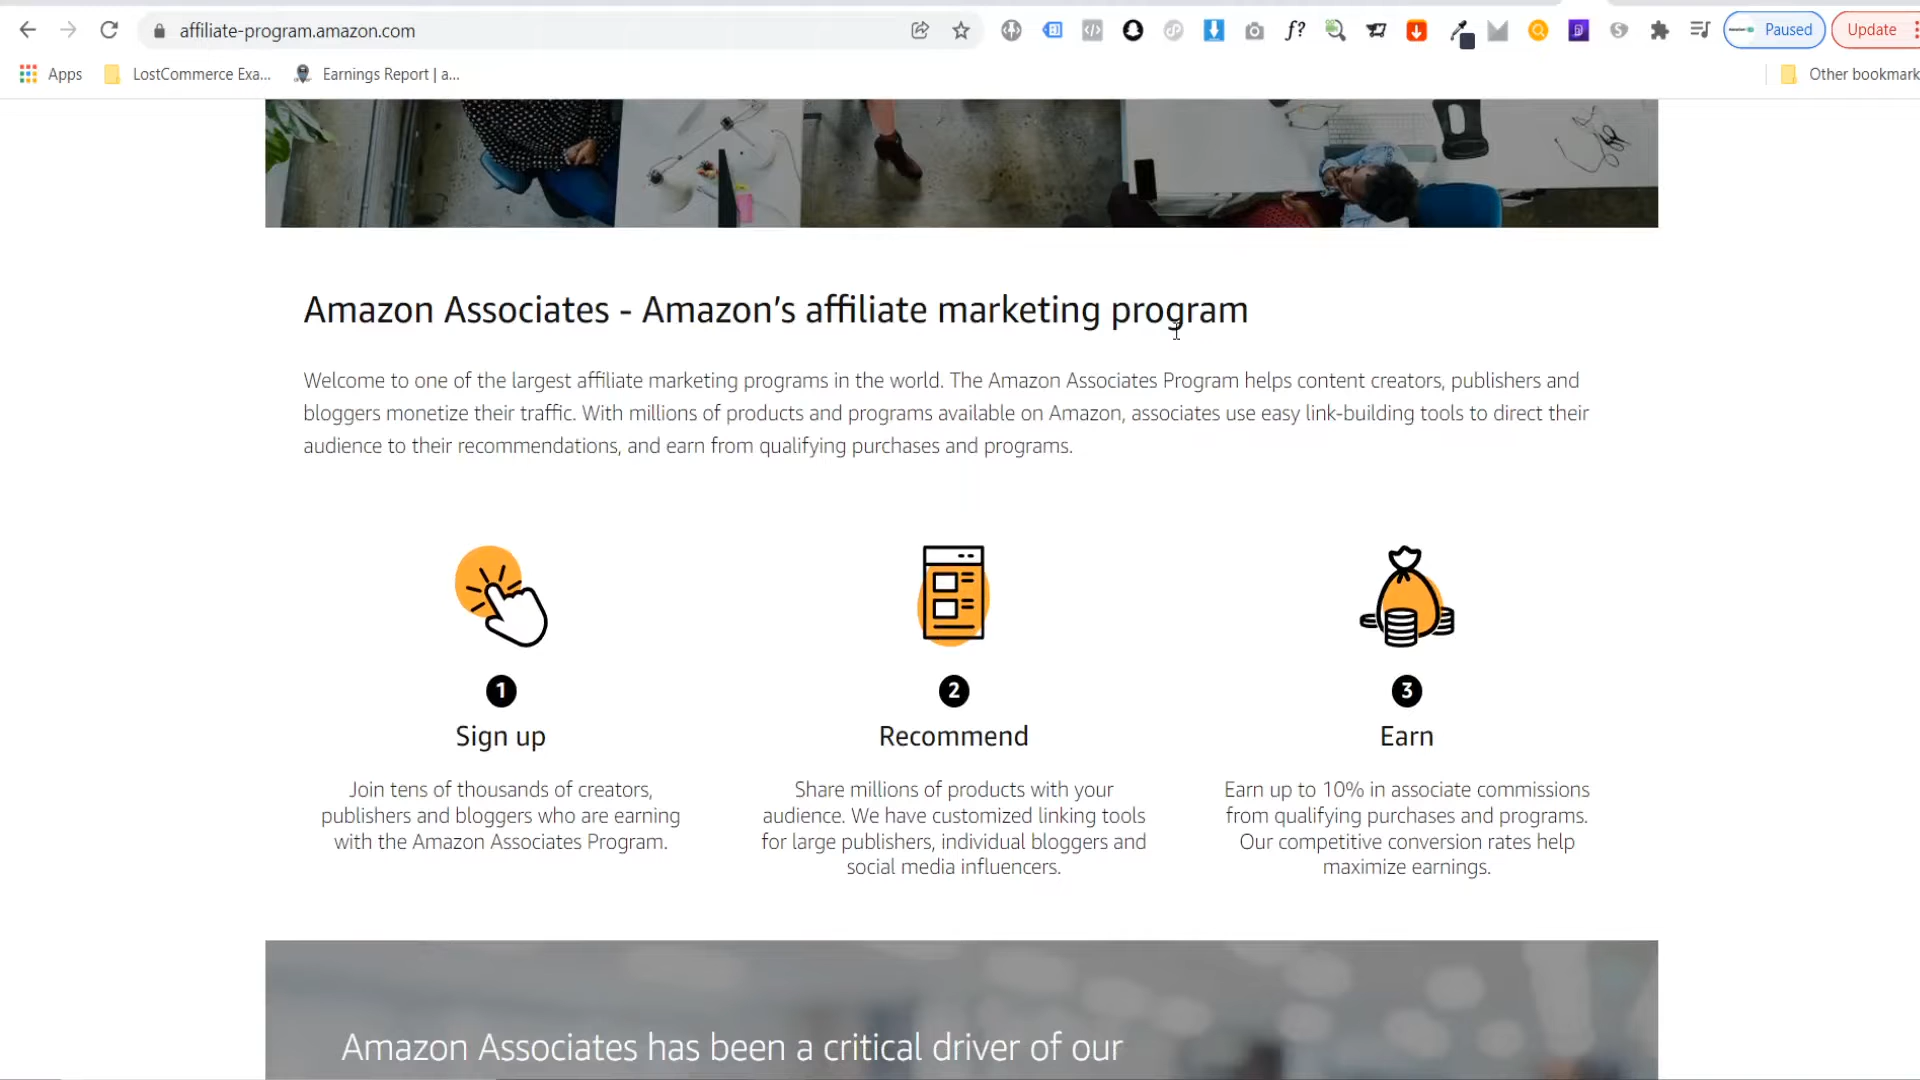 affiliate-program.amazon.com
Paused
Update
Apps
LostCommerce Exa...
Earnings Report | a...
Other bookmark
Amazon Associates - Amazon's affiliate marketing program
Welcome to one of the largest affiliate marketing programs in the world. The Amazon Associates Program helps content creators, publishers and
bloggers monetize their traffic. With millions of products and programs available on Amazon, associates use easy link-building tools to direct their
audience to their recommendations, and earn from qualifying purchases and programs.
1
Sign up
Join tens of thousands of creators,
publishers and bloggers who are earning
with the Amazon Associates Program.
2
Recommend
Share millions of products with your
audience. We have customized linking tools
for large publishers, individual bloggers and
social media influencers.
3
Earn
Earn up to 10% in associate commissions
from qualifying purchases and programs.
Our competitive conversion rates help
maximize earnings.
Amazon Associates has been a critical driver of our